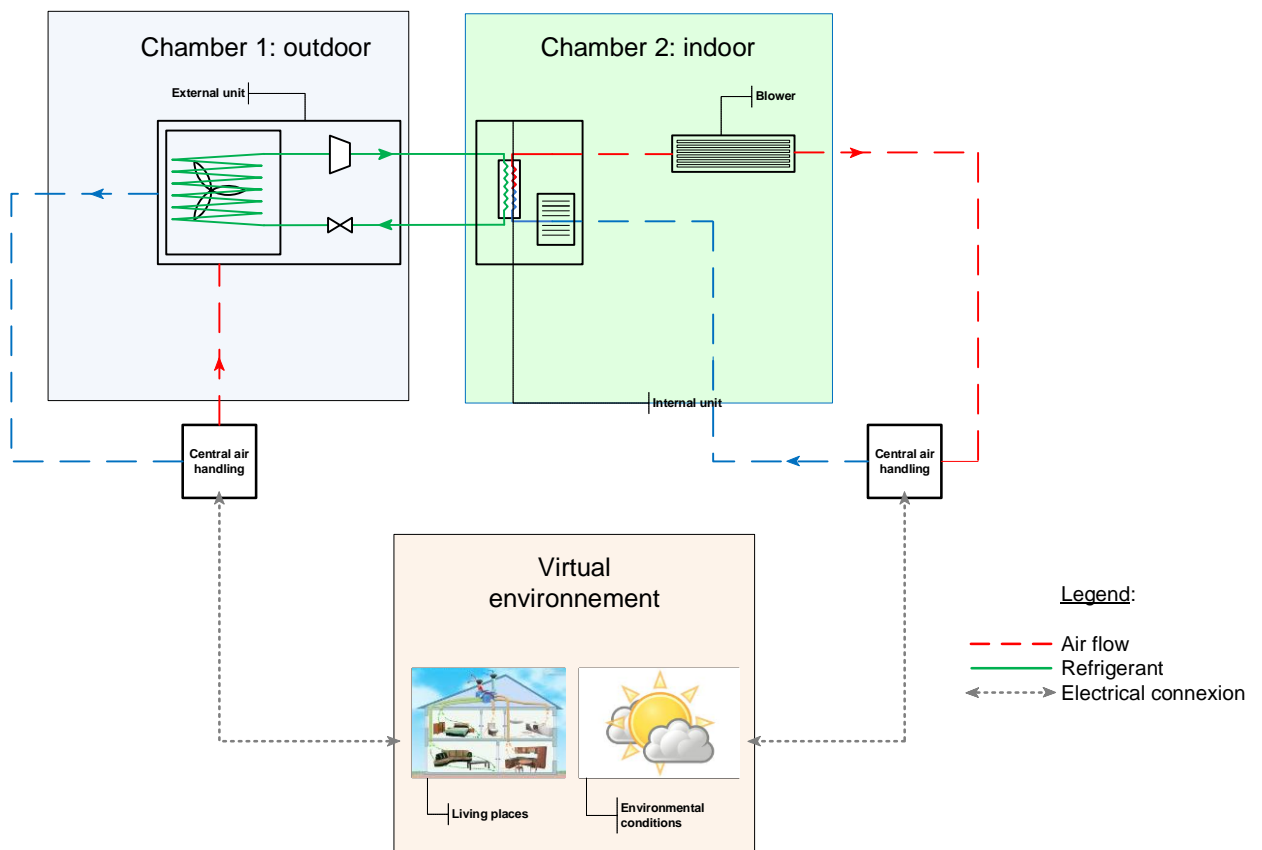 Chamber 1: outdoor
External unit
Chamber 2: indoor
Blower
Internal unit
Central air
handling
Central air
handling
Virtual
environnement
Living places
Environmental
conditions
Legend:
Air flow
Refrigerant
Electrical connexion